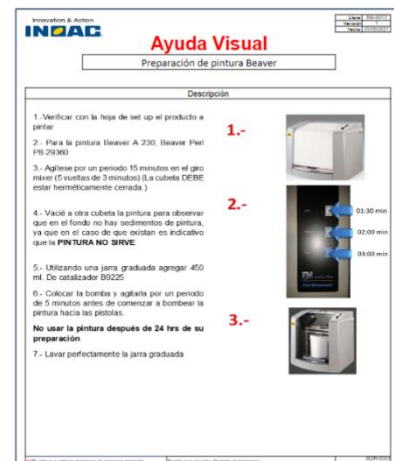 Innovation & Action
INOAC
Ayuda Visual
Preparación de pintura Beaver
Descripción
1.-Verificar con la hoja de set up el producto a
pintar
2.- Para la pintura Beaver A 230, Beaver Perl
PB-29360
3.- Agítese por un periodo 15 minutos en el giro
mixer (5 vueltas de 3 minutos) (La cubeta DEBE
estar herméticamente cerrada.)
4.- Vació a otra cubeta la pintura para observar
que en el fondo no hay sedimentos de pintura,
ya que en el caso de que existan es indicativo
que la PINTURA NO SIRVE
5.- Utilizando una jarra graduada agregar 450
ml. De catalizador B9225
6.- Colocar la bomba y agitarla por un periodo
de 5 minutos antes de comenzar a bombear la
pintura hacia las pistolas.
No usar la pintura después de 24 hrs de su
preparación
7.- Lavar perfectamente la jarra graduada
1.-
2.-
01:30 min
02:00 min
03:00 min
3.-